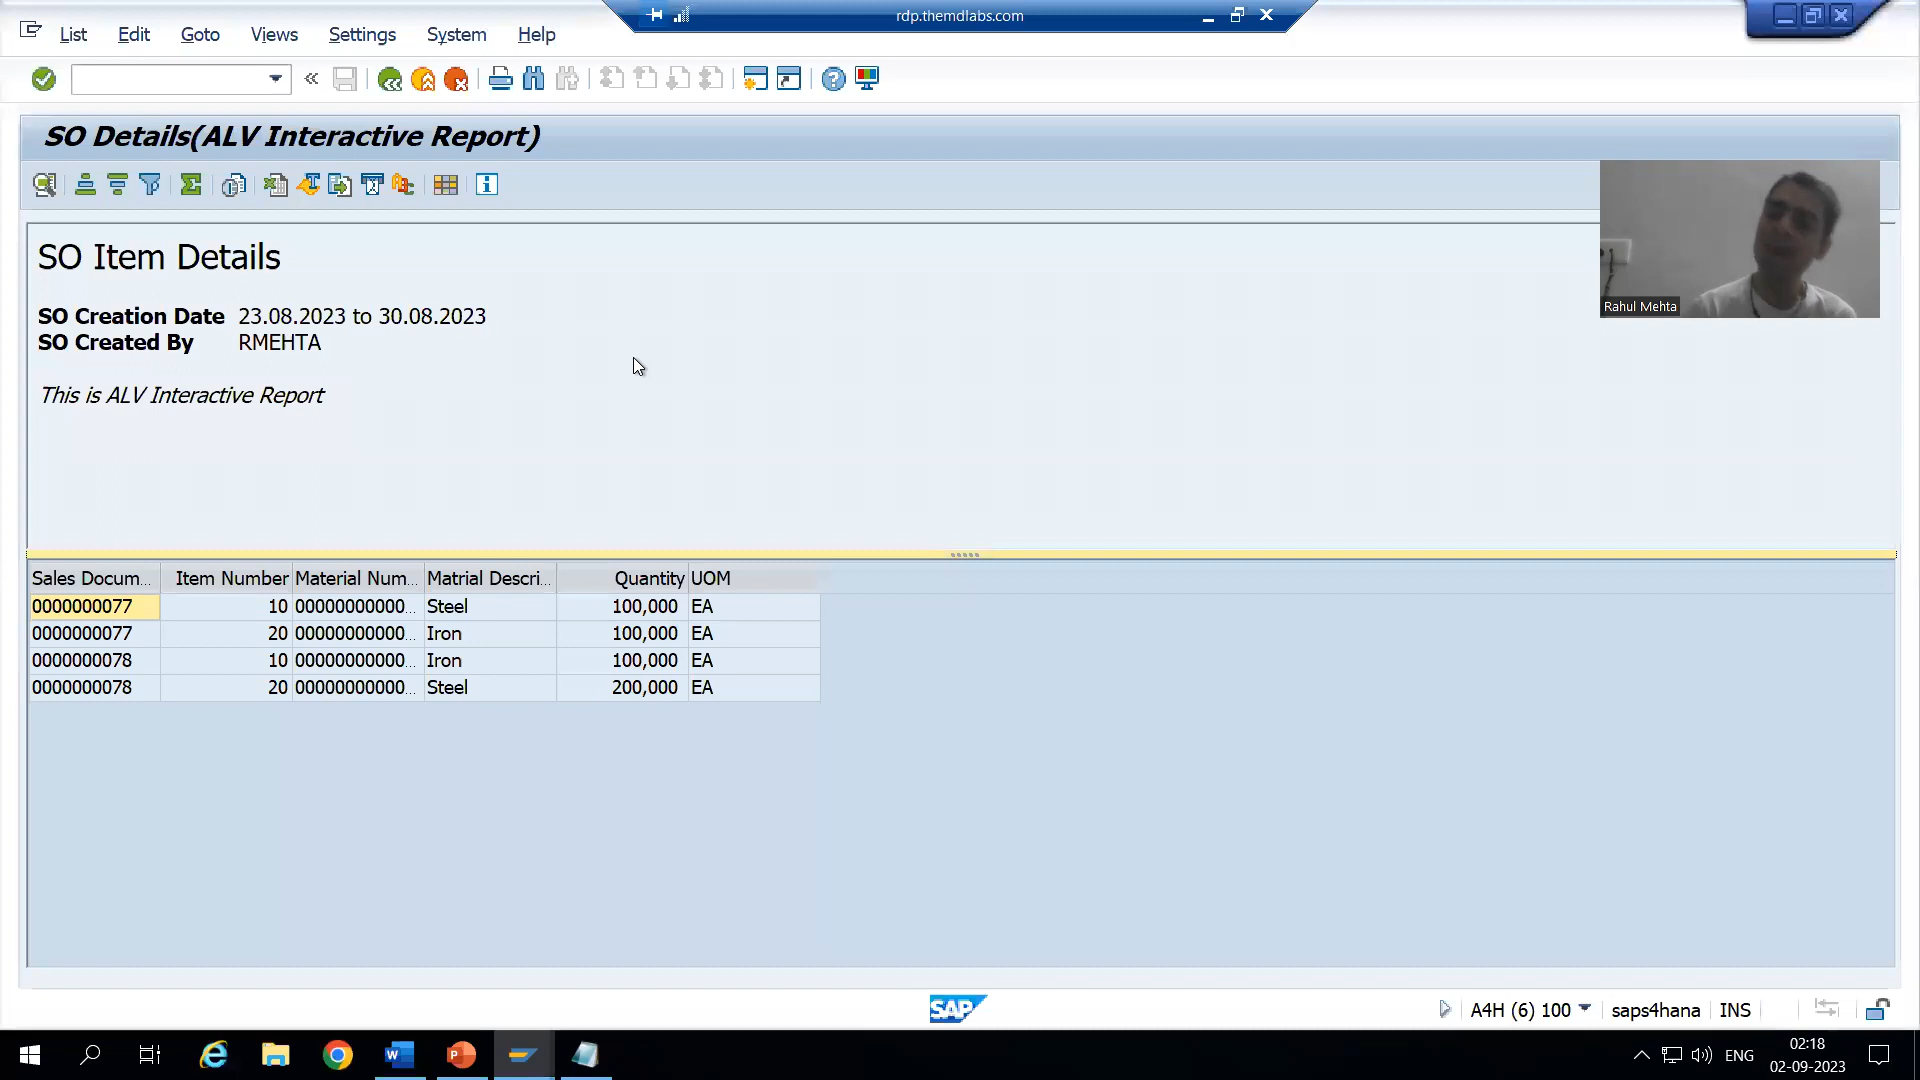 rdp.themdlabs.com
List Edit Goto Views Settings System Help
SO Details(ALV Interactive Report)
SO Item Details
SO Creation Date 23.08.2023 to 30.08.2023
SO Created By RMEHTA
This is ALV Interactive Report
Rahul Mehta
Sales Docum... Item Number Material Num... Matrial Descri... Quantity UOM
0000000077 10 00000000000... Steel 100,000 EA
0000000077 20 00000000000... Iron 100,000 EA
0000000078 10 00000000000... Iron 100,000 EA
0000000078 20 00000000000... Steel 200,000 EA
SAP
A4H (6) 100 saps4hana INS
ENG
02:18
02-09-2023